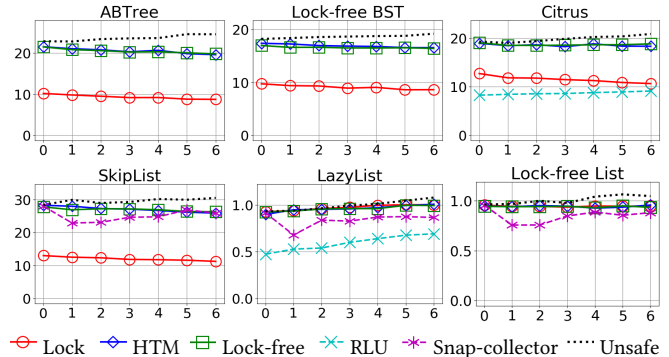 ABTree
Lock-free BST
Citrus
20
10
0
0 1 2 3 4 5 6
20
10
0
0 1 2 3 4 5 6
20
10
0
0 1 2 3 4 5 6
SkipList
LazyList
Lock-free List
30
20
10
0
0 1 2 3 4 5 6
1.0
0.5
0.0
0 1 2 3 4 5 6
1.0
0.5
0.0
0 1 2 3 4 5 6
Lock HTM Lock-free RLU Snap-collector Unsafe